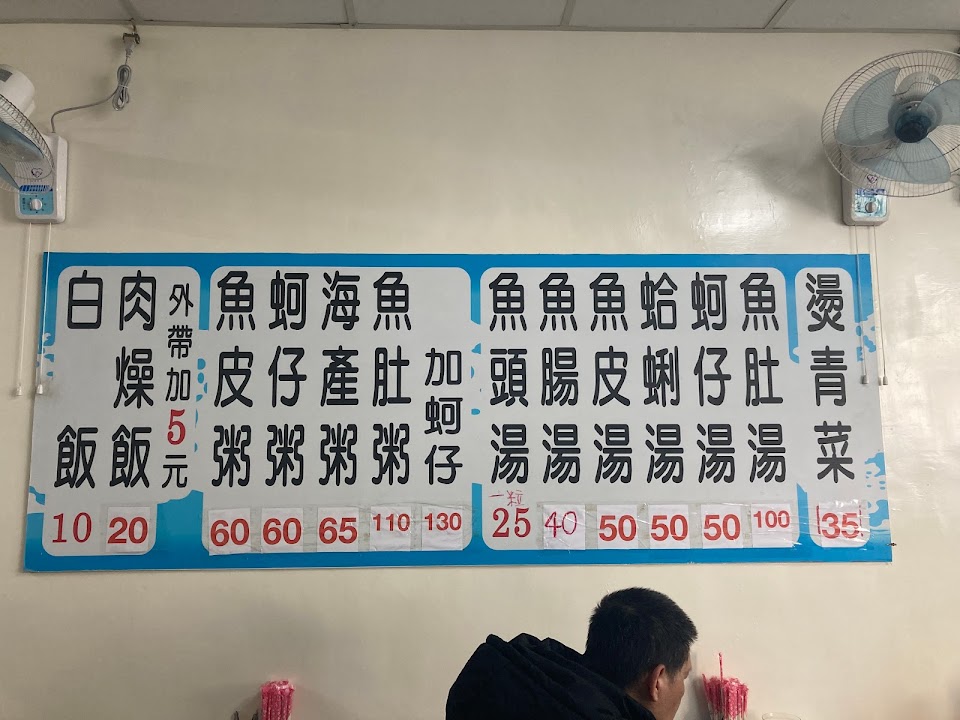 白飯 10
肉燥飯 20
外帶加5元
魚皮粥 60
蚵仔粥 60
海產粥 65
魚肚粥 110
加蚵仔 130
魚頭湯 一粒 25
魚腸湯 40
魚皮湯 50
蛤蜊湯 50
蚵仔湯 50
魚肚湯 100
燙青菜 35